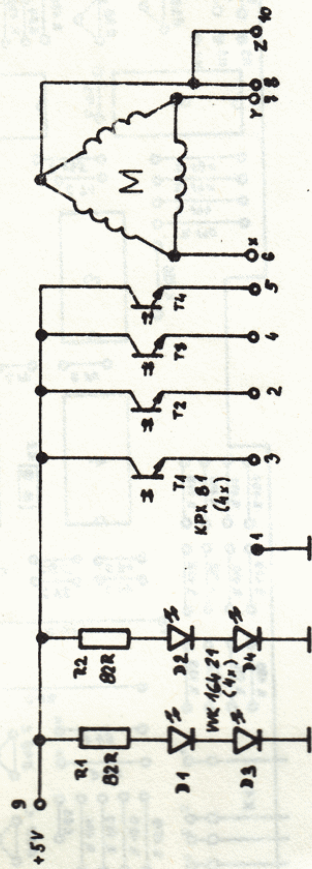 +5V
9
R1
82R
D1
D3
R2
82R
D2
D4
WK 164 21
(4x)
1
T1
3
KPX 81
(4x)
T2
2
T3
4
T4
5
M
X
6
Y
7
8
Z
10